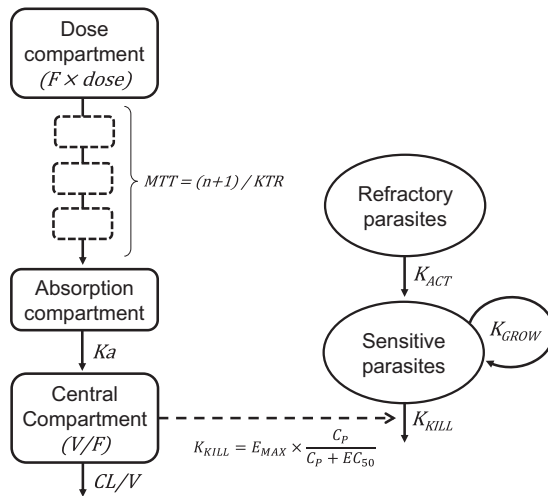 Dose
compartment
(F × dose)
MTT = (n+1) / KTR
Absorption
compartment
Ka
Central
Compartment
(V/F)
CL/V
Refractory
parasites
K_ACT
Sensitive
parasites
K_GROW
K_KILL
K_KILL = E_MAX × C_P / (C_P + EC_50)